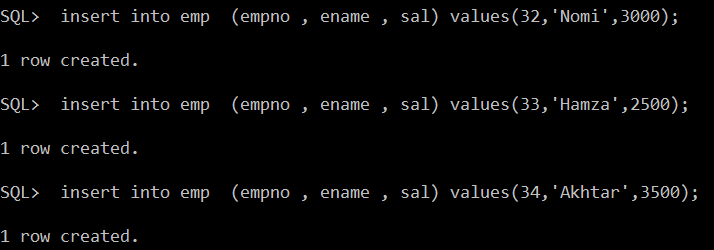 SQL>  insert into emp  (empno , ename , sal) values(32,'Nomi',3000);
1 row created.
SQL>  insert into emp  (empno , ename , sal) values(33,'Hamza',2500);
1 row created.
SQL>  insert into emp  (empno , ename , sal) values(34,'Akhtar',3500);
1 row created.